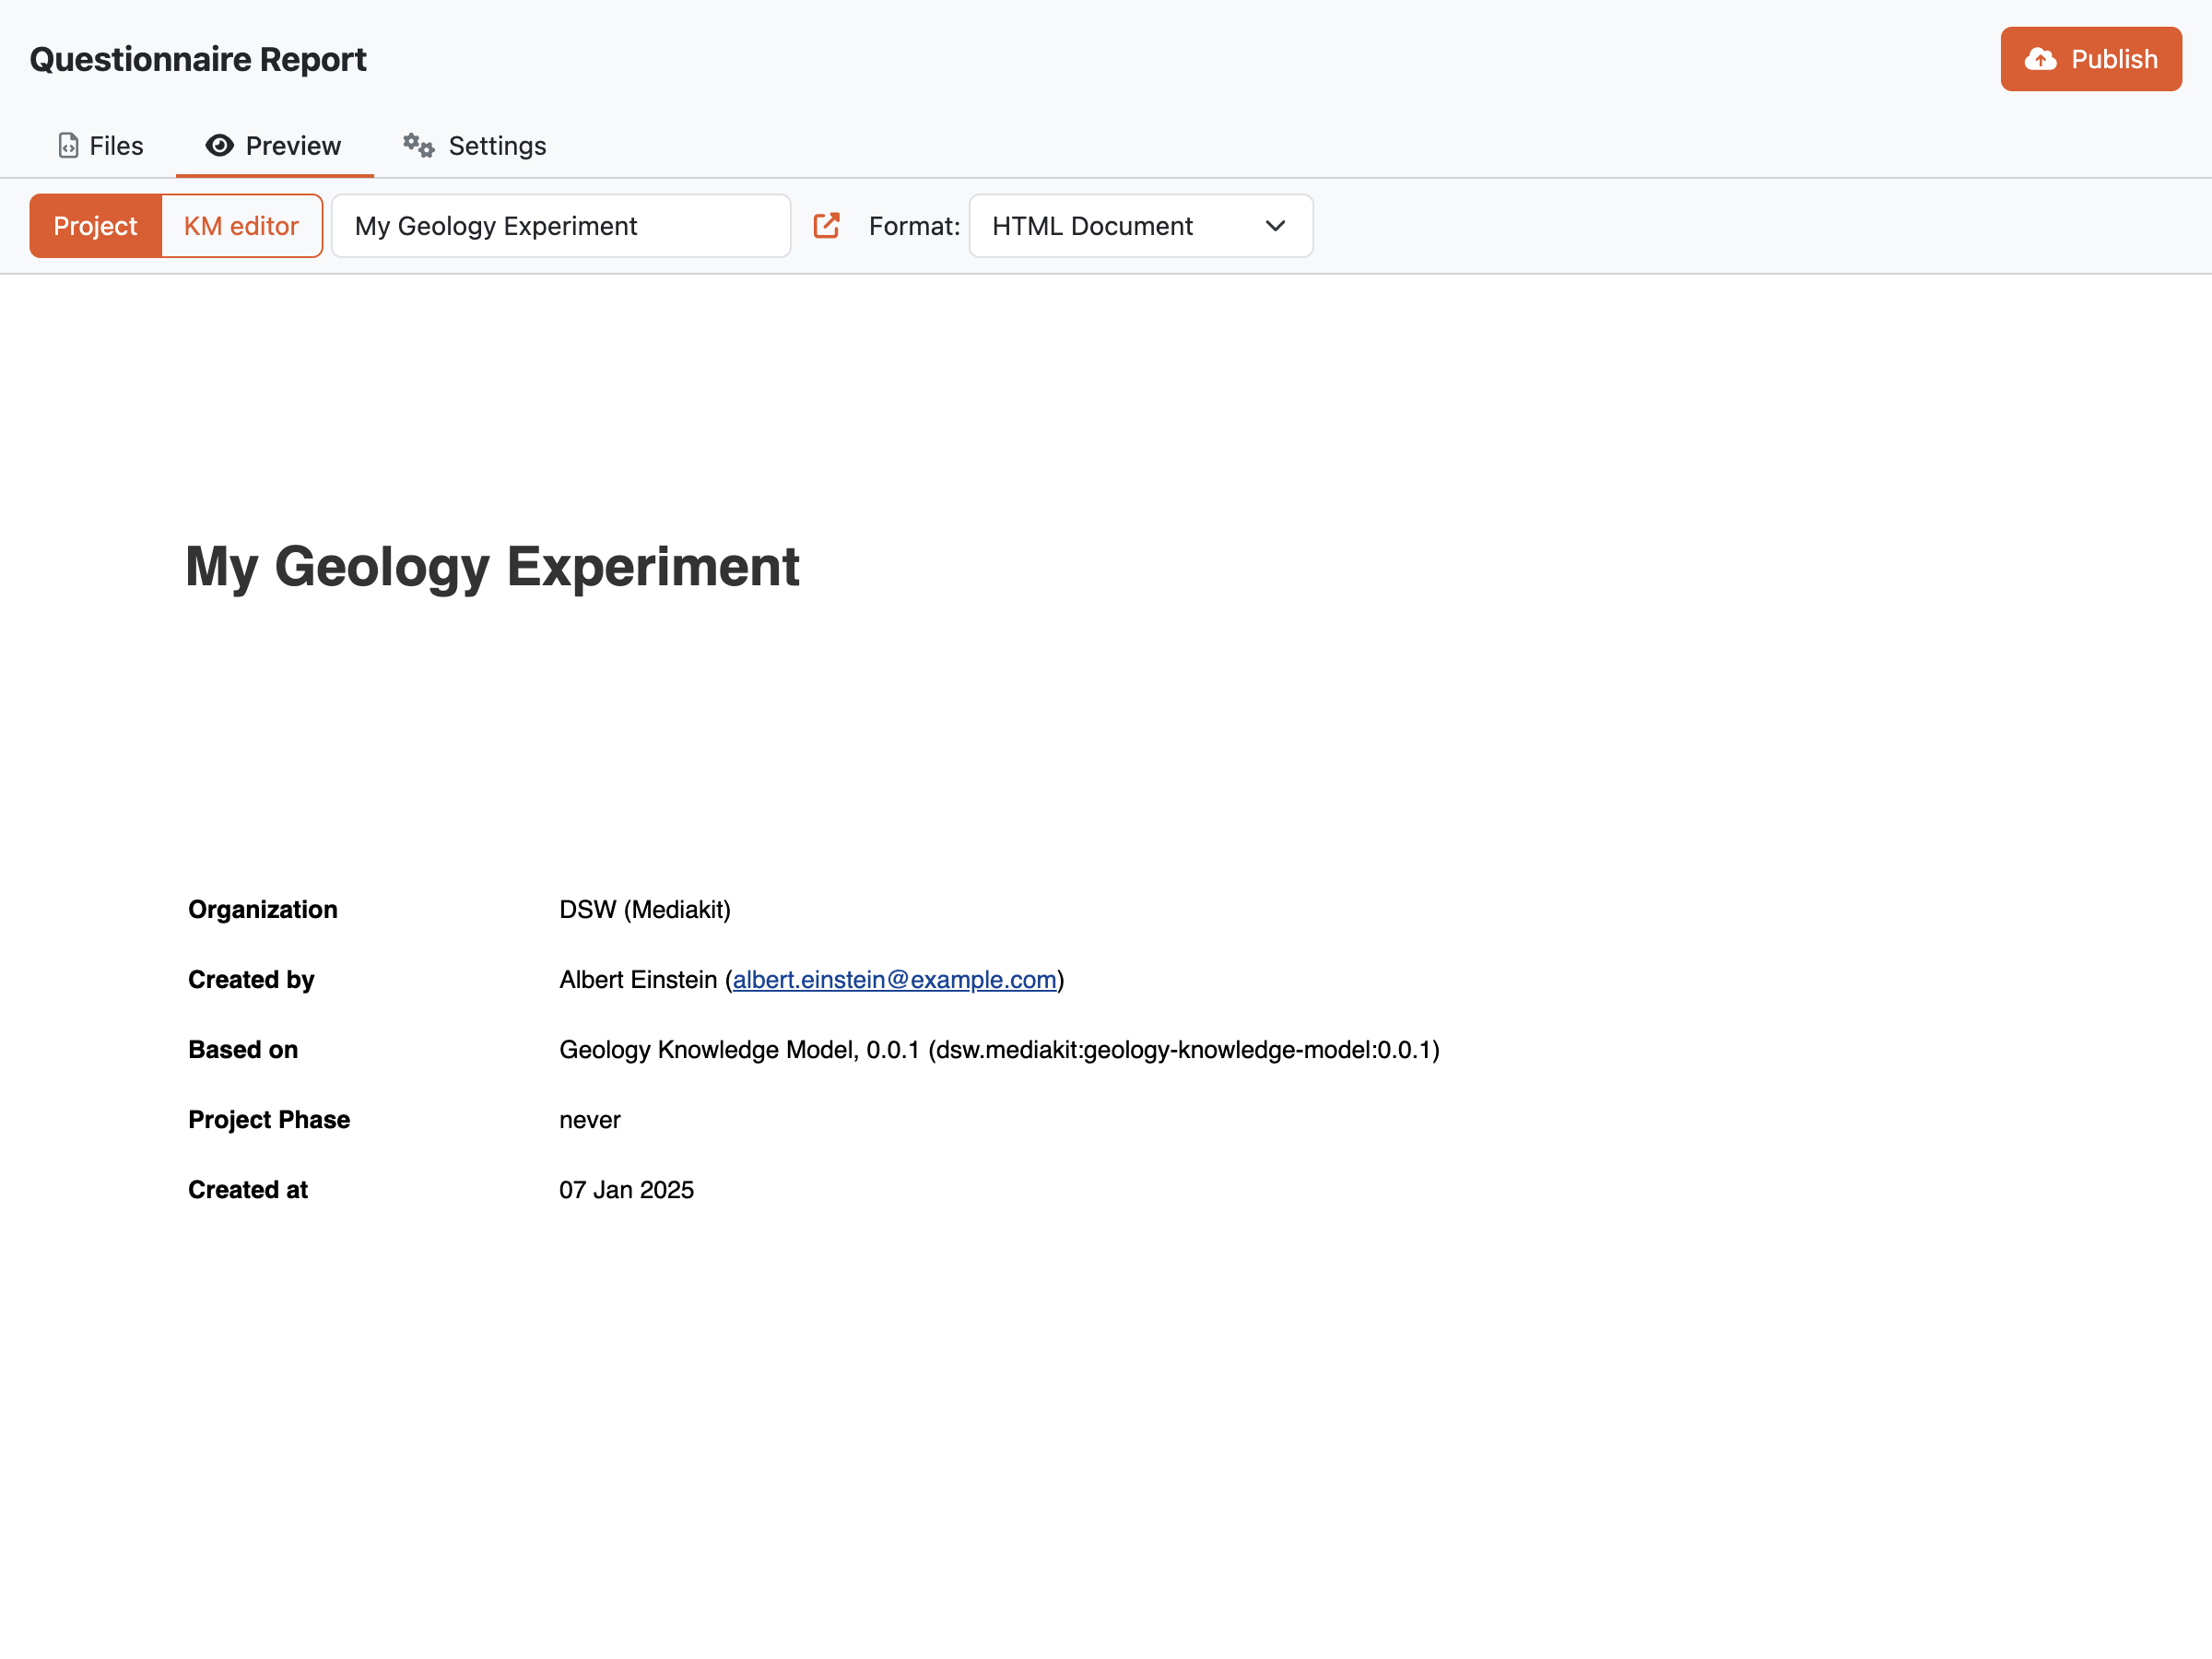 Questionnaire Report
Publish
Files
Preview
Settings
Project
KM editor
My Geology Experiment
Format:
HTML Document
My Geology Experiment
Organization DSW (Mediakit)
Created by Albert Einstein (albert.einstein@example.com)
Based on Geology Knowledge Model, 0.0.1 (dsw.mediakit:geology-knowledge-model:0.0.1)
Project Phase never
Created at 07 Jan 2025